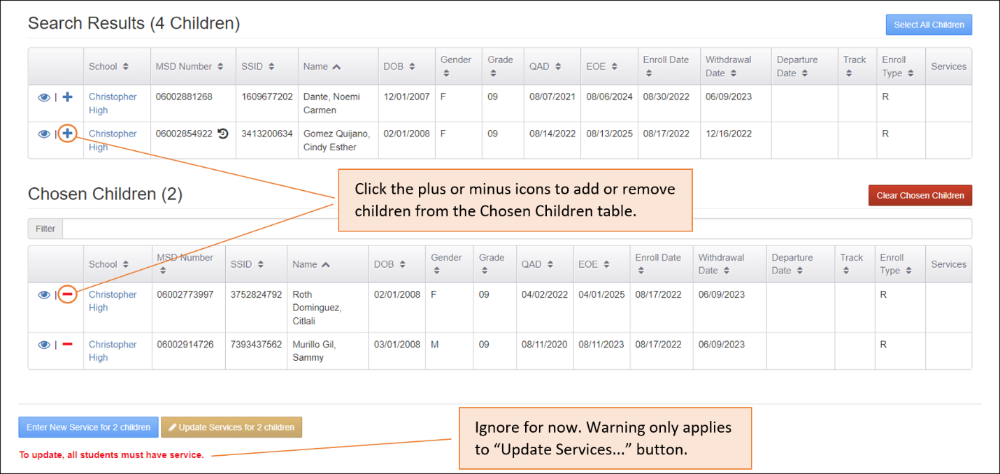 Search Results (4 Children)
Select All Children
School MSD Number SSID Name DOB Gender Grade QAD EOE Enroll Date Withdrawal Date Departure Date Track Enroll Type Services
| Christopher High 06002881268 1609677202 Dante, Noemi Carmen 12/01/2007 F 09 08/07/2021 08/06/2024 08/30/2022 06/09/2023 R
| Christopher High 06002854922 3413200634 Gomez Quijano, Cindy Esther 02/01/2008 F 09 08/14/2022 08/13/2025 08/17/2022 12/16/2022 R
Click the plus or minus icons to add or remove
children from the Chosen Children table.
Chosen Children (2)
Clear Chosen Children
Filter
School MSD Number SSID Name DOB Gender Grade QAD EOE Enroll Date Withdrawal Date Departure Date Track Enroll Type Services
| Christopher High 06002773997 3752824792 Roth Dominguez, Citlali 02/01/2008 F 09 04/02/2022 04/01/2025 08/17/2022 06/09/2023 R
| Christopher High 06002914726 7393437562 Murillo Gil, Sammy 03/01/2008 M 09 08/11/2020 08/11/2023 08/17/2022 06/09/2023 R
Enter New Service for 2 children
Update Services for 2 children
To update, all students must have service.
Ignore for now. Warning only applies
to “Update Services…” button.